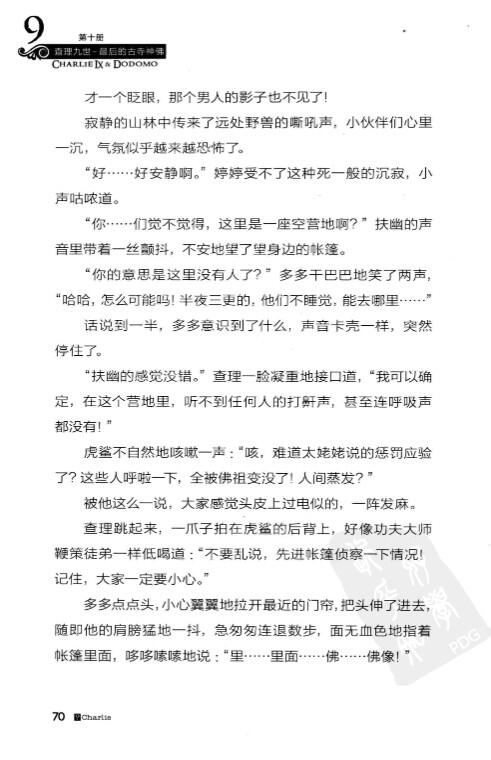 9
第十册
查理九世-最后的古寺神佛
CHARLIE IX & DODOMO
才一个眨眼，那个男人的影子也不见了！
寂静的山林中传来了远处野兽的嘶吼声，小伙伴们心里
一沉，气氛似乎越来越恐怖了。
“好……好安静啊。”婷婷受不了这种死一般的沉寂，小
声咕哝道。
“你……们觉不觉得，这里是一座空营地啊？”扶幽的声
音里带着一丝颤抖，不安地望了望身边的帐篷。
“你的意思是这里没有人了？”多多干巴巴地笑了两声，
“哈哈，怎么可能吗！半夜三更的，他们不睡觉，能去哪里……”
话说到一半，多多意识到了什么，声音卡壳一样，突然
停住了。
“扶幽的感觉没错。”查理一脸凝重地接口道，“我可以确
定，在这个营地里，听不到任何人的打鼾声，甚至连呼吸声
都没有！”
虎鲨不自然地咳嗽一声：“咳，难道太姥姥说的惩罚应验
了？这些人呼啦一下，全被佛祖变没了！人间蒸发？”
被他这么一说，大家感觉头皮上过电似的，一阵发麻。
查理跳起来，一爪子拍在虎鲨的后背上，好像功夫大师
鞭策徒弟一样低喝道：“不要乱说，先进帐篷侦察一下情况！
记住，大家一定要小心。”
多多点点头，小心翼翼地拉开最近的门帘，把头伸了进去，
随即他的肩膀猛地一抖，急匆匆连退数步，面无血色地指着
帐篷里面，哆哆嗦嗦地说：“里……里面……佛……佛像！”
PDG
70 Charlie